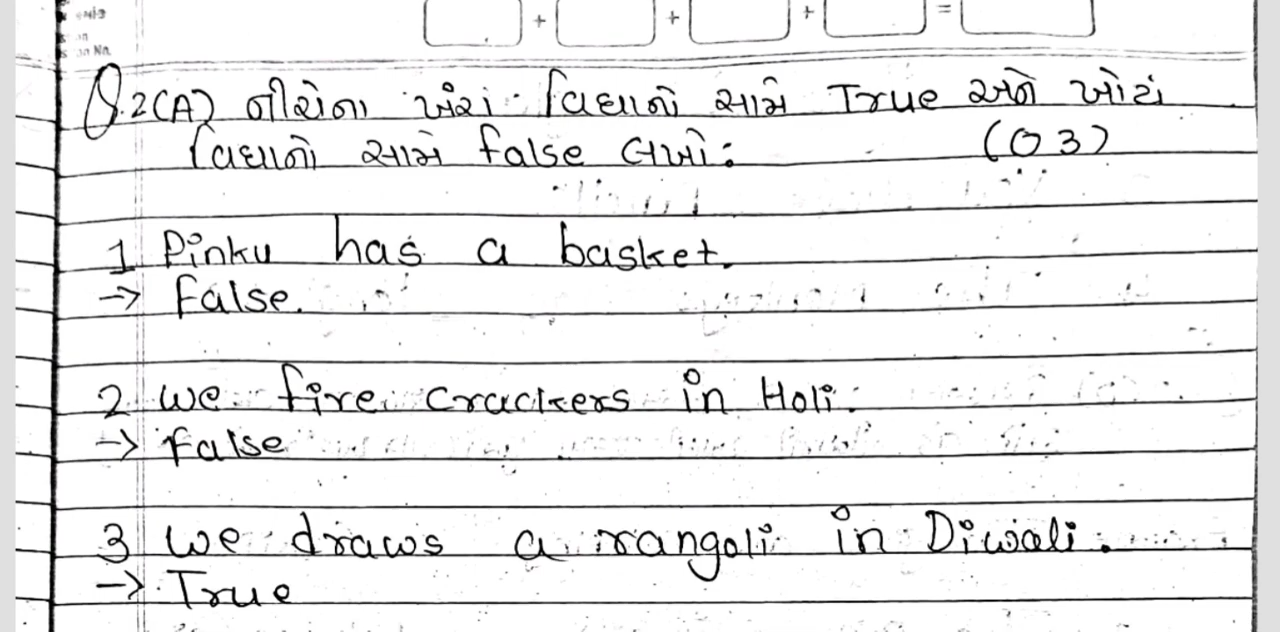 + + + =
Q.2(A) નીચેના ખરાં વિધાનો સામે True અને ખોટાં
વિધાનો સામે false લખો: (03)
1 Pinku has a basket.
→ false.
2 we fire crackers in Holi.
→ false
3 we draws a rangoli in Diwali.
→ True